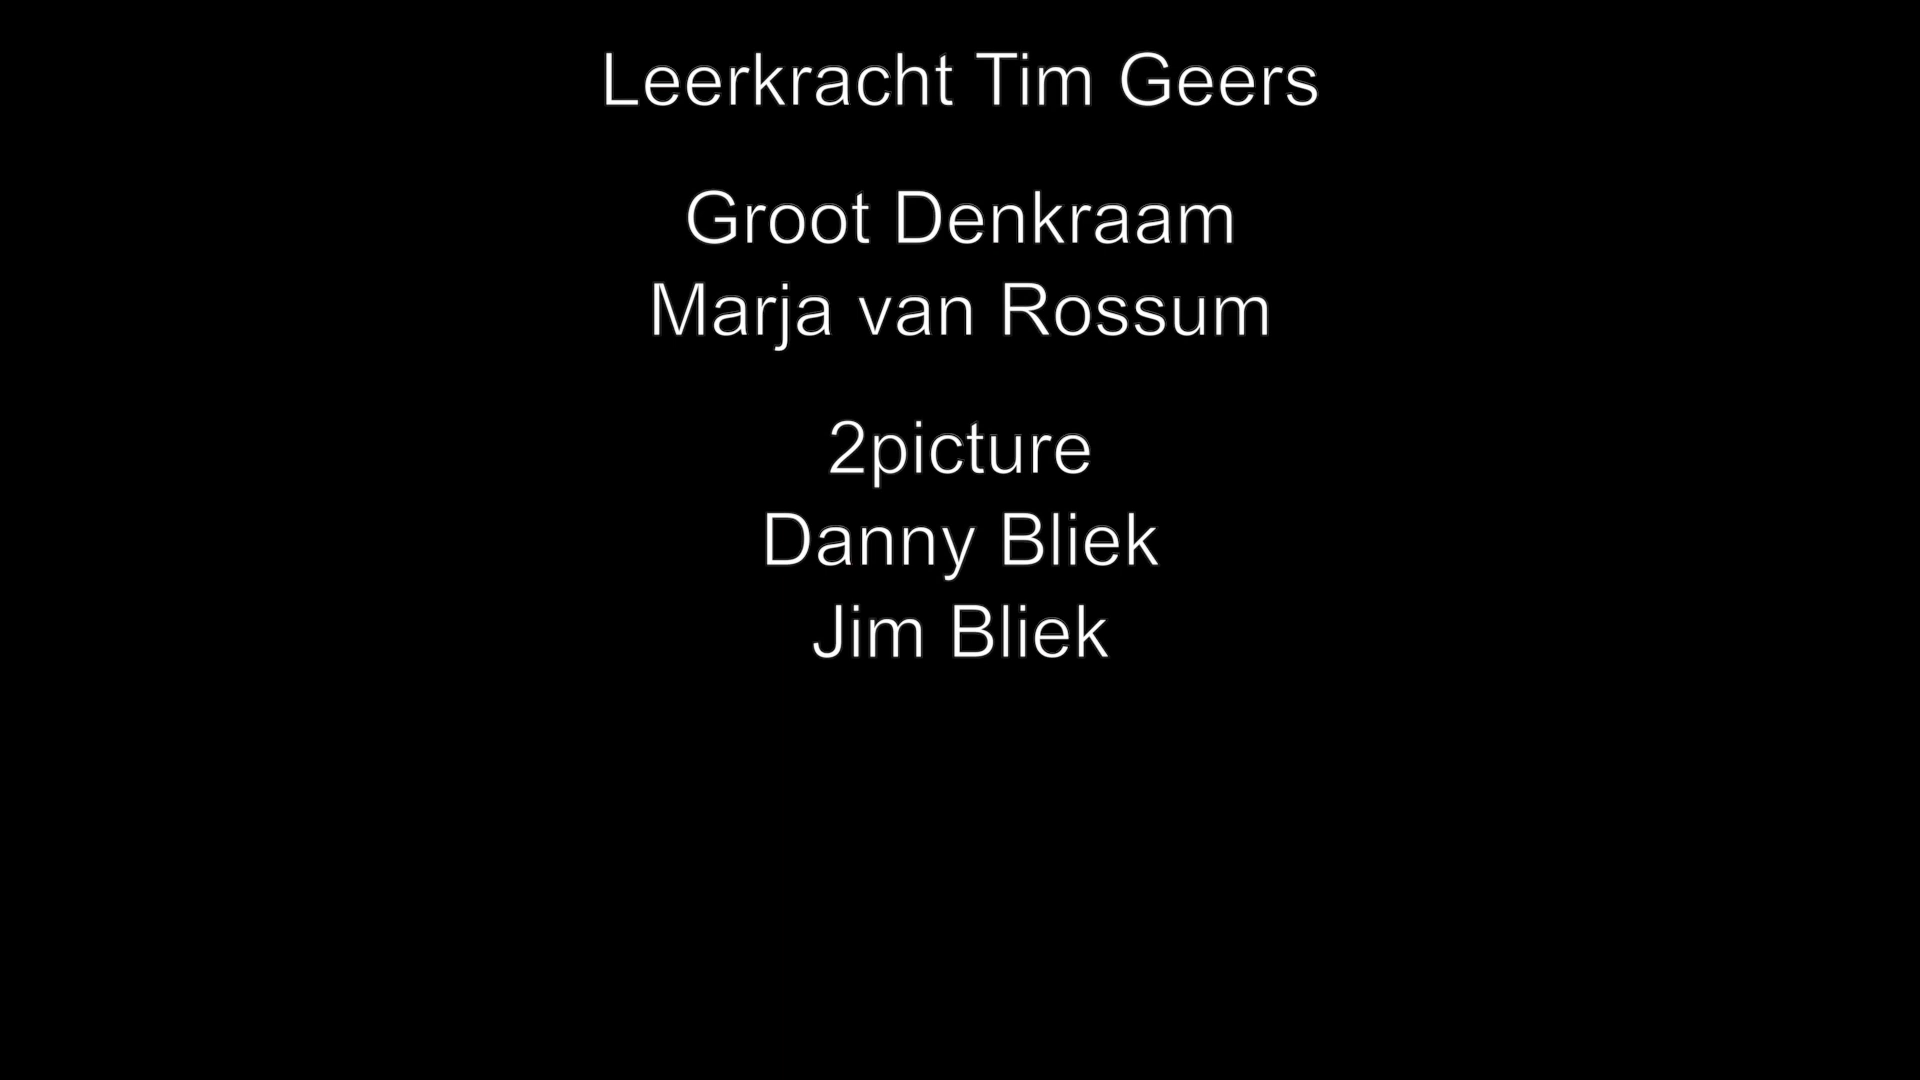 Leerkracht Tim Geers
Groot Denkraam
Marja van Rossum
2picture
Danny Bliek
Jim Bliek